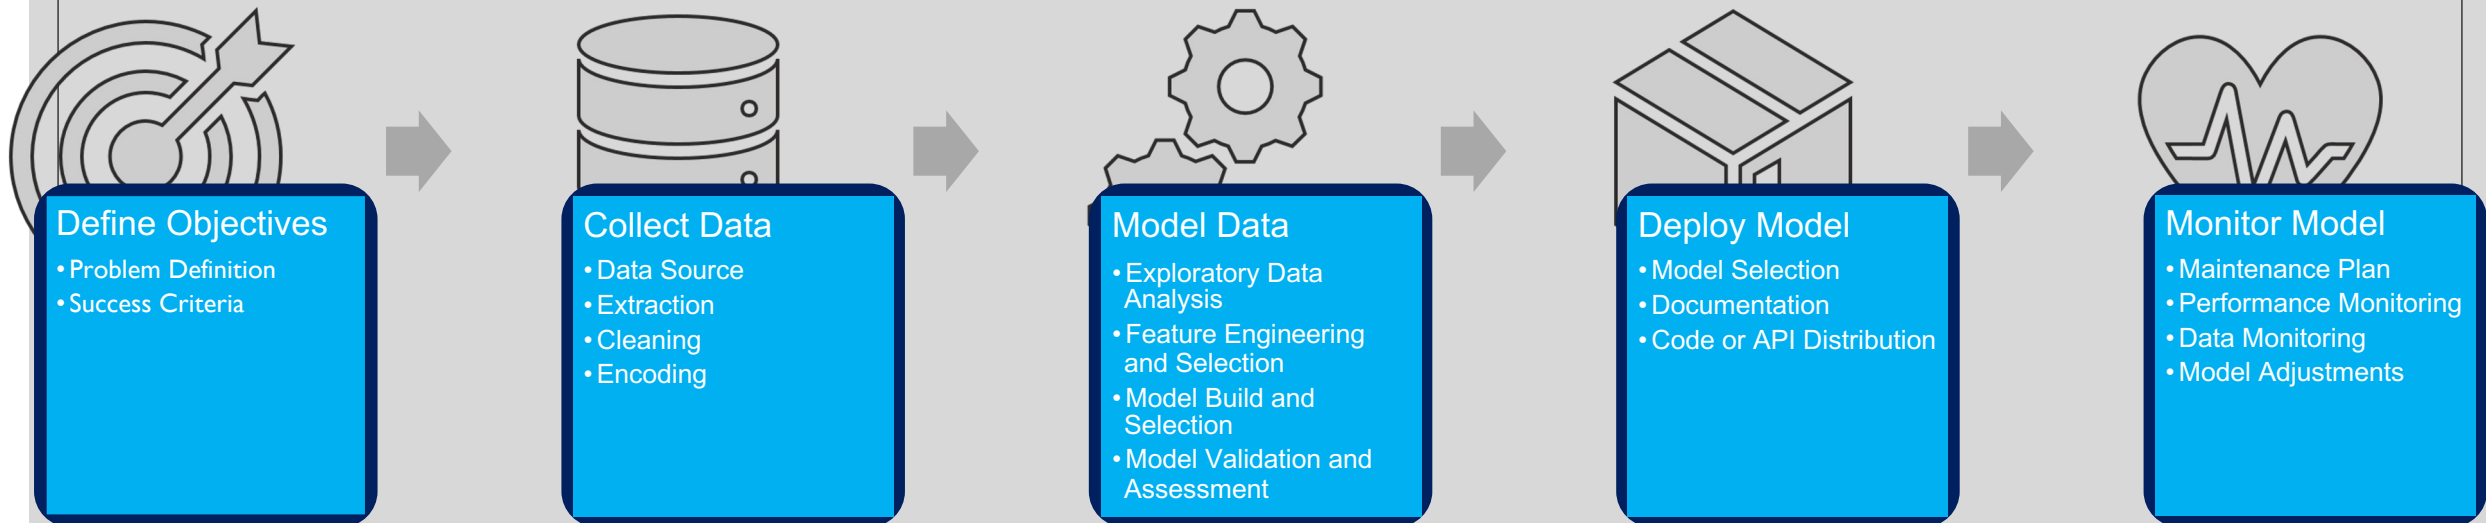 Define Objectives
• Problem Definition
• Success Criteria
Collect Data
• Data Source
• Extraction
• Cleaning
• Encoding
Model Data
• Exploratory Data
Analysis
• Feature Engineering
and Selection
• Model Build and
Selection
• Model Validation and
Assessment
Deploy Model
• Model Selection
• Documentation
• Code or API Distribution
Monitor Model
• Maintenance Plan
• Performance Monitoring
• Data Monitoring
• Model Adjustments